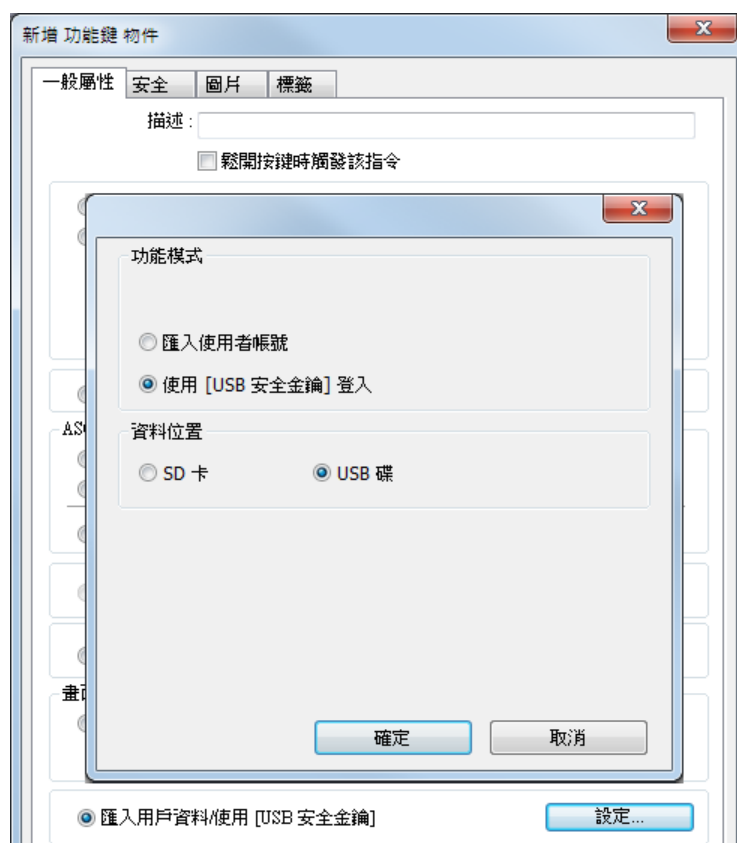 新增 功能鍵 物件
一般屬性 安全 圖片 標籤
描述 :
鬆開按鍵時觸發該指令
功能模式
匯入使用者帳號
使用 [USB 安全金鑰] 登入
AS
資料位置
SD 卡 USB 碟
畫
確定 取消
匯入用戶資料/使用 [USB 安全金鑰] 設定...